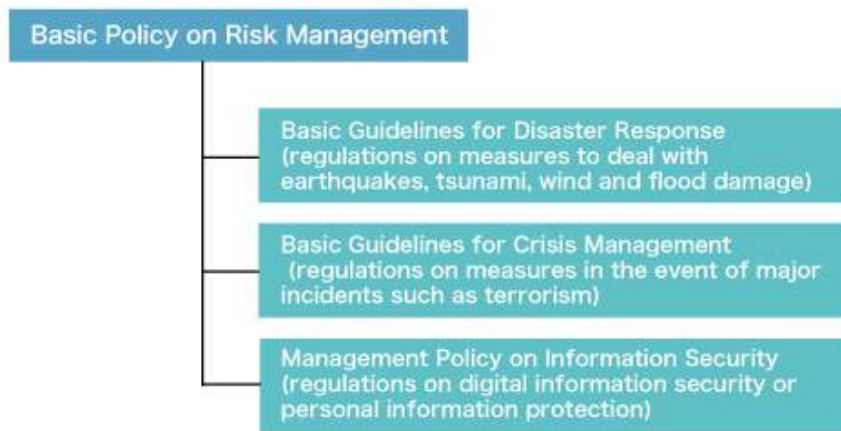 Basic Policy on Risk Management
Basic Guidelines for Disaster Response
(regulations on measures to deal with
earthquakes, tsunami, wind and flood damage)
Basic Guidelines for Crisis Management
(regulations on measures in the event of major
incidents such as terrorism)
Management Policy on Information Security
(regulations on digital information security or
personal information protection)